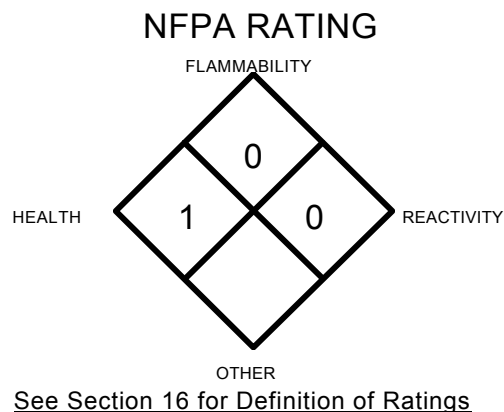 NFPA RATING
FLAMMABILITY
0
HEALTH 1 0 REACTIVITY
OTHER
See Section 16 for Definition of Ratings